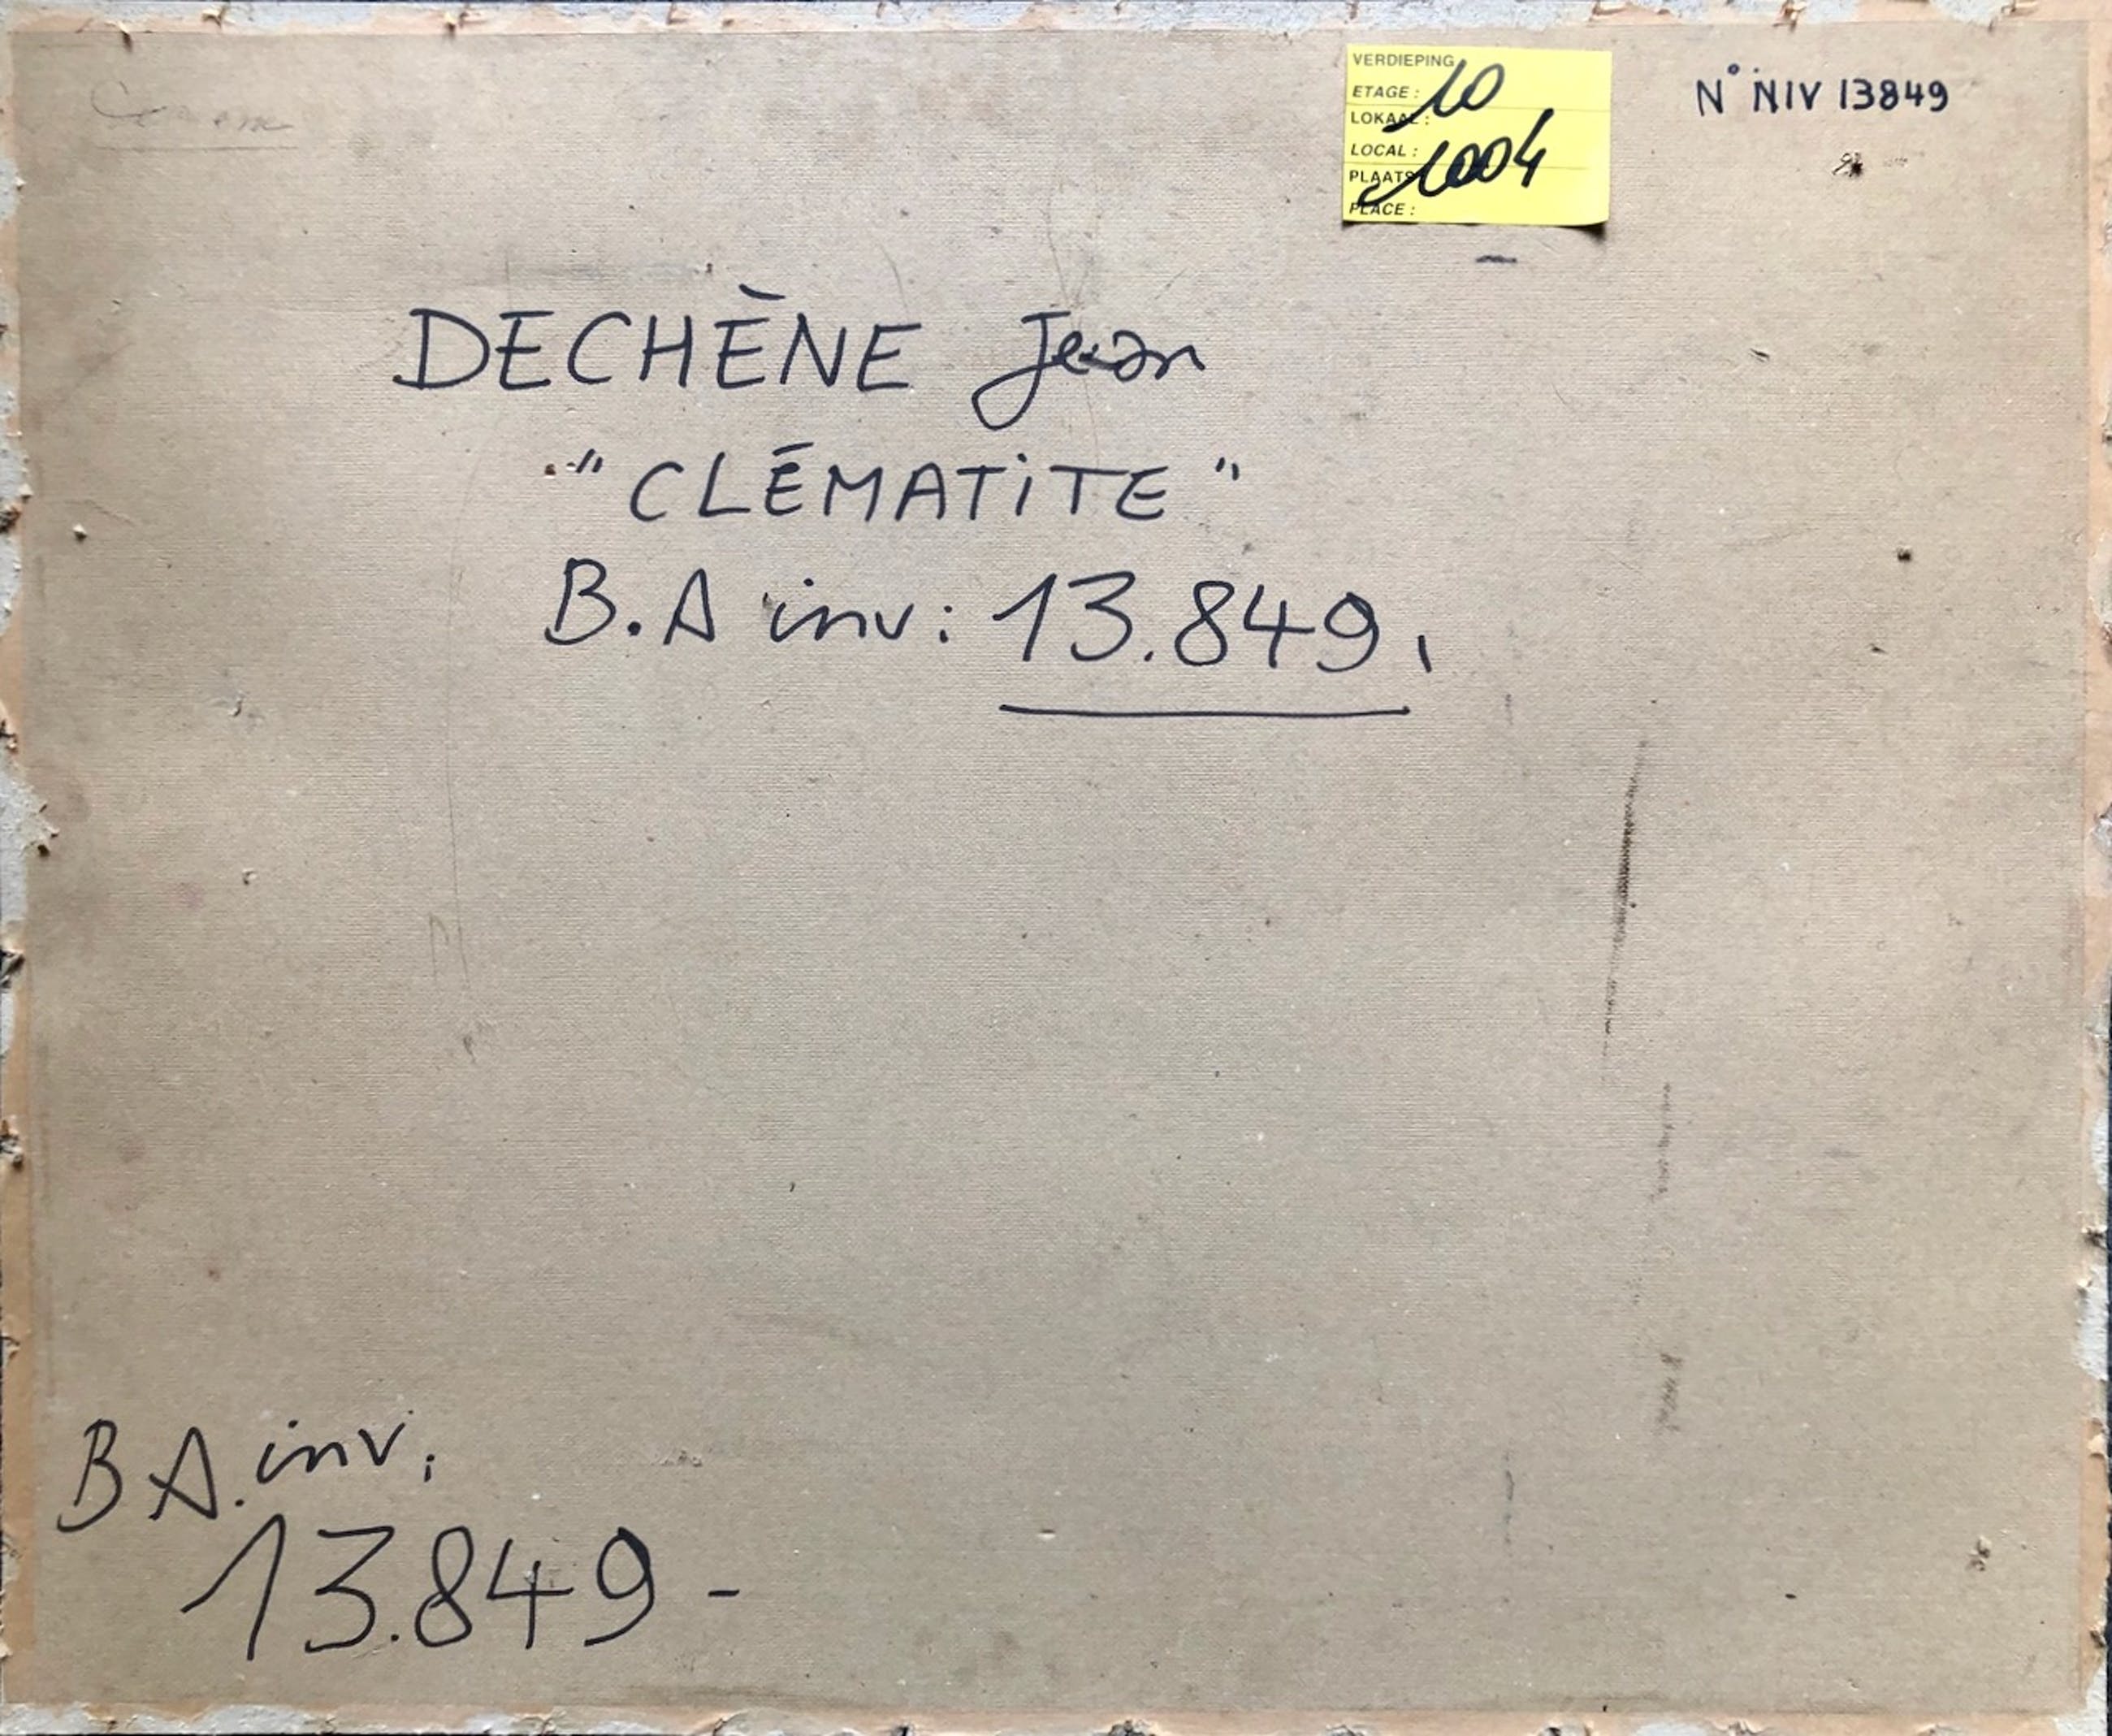 VERDIEPING
ETAGE : 10
LOKAAL :
LOCAL : 1004
PLAATS
PLACE :
N° NIV 13849
DECHÈNE Jean
"CLÉMATITE"
B.A inv: 13.849.
B A. inv.
13.849 -